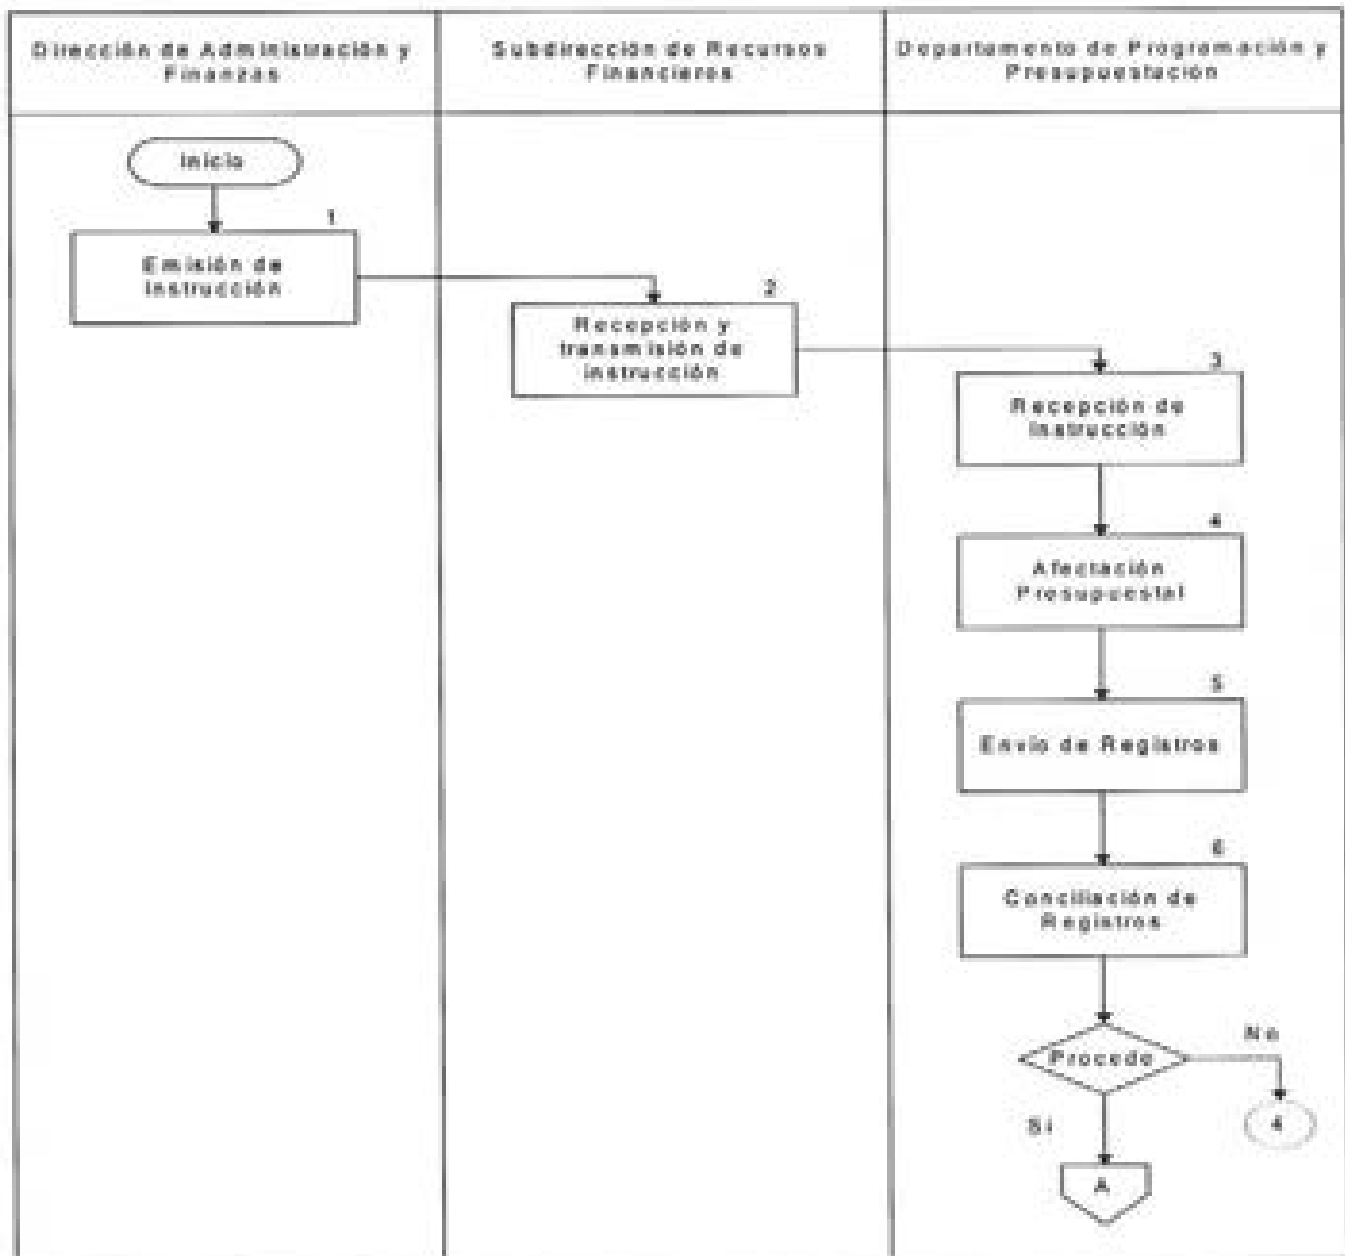 Dirección de Administración y
Finanzas
Subdirección de Recursos
Financieros
Departamento de Programación y
Presupuestación
Inicio
1
Emisión de
Instrucción
2
Recepción y
transmisión de
instrucción
3
Recepción de
Instrucción
4
Afectación
Presupuestal
5
Envío de Registros
6
Conciliación de
Registros
Procede
No
4
Si
A